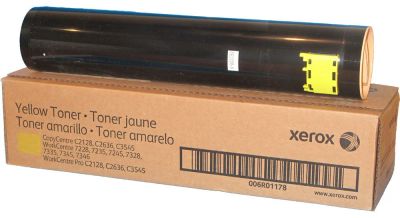 Yellow Toner • Toner jaune
Toner amarillo • Toner amarelo
CopyCentre C2128, C2636, C3545
WorkCentre 7228, 7235, 7245, 7328,
7335, 7345, 7346
WorkCentre Pro C2128, C2636, C3545
xerox
006R01178